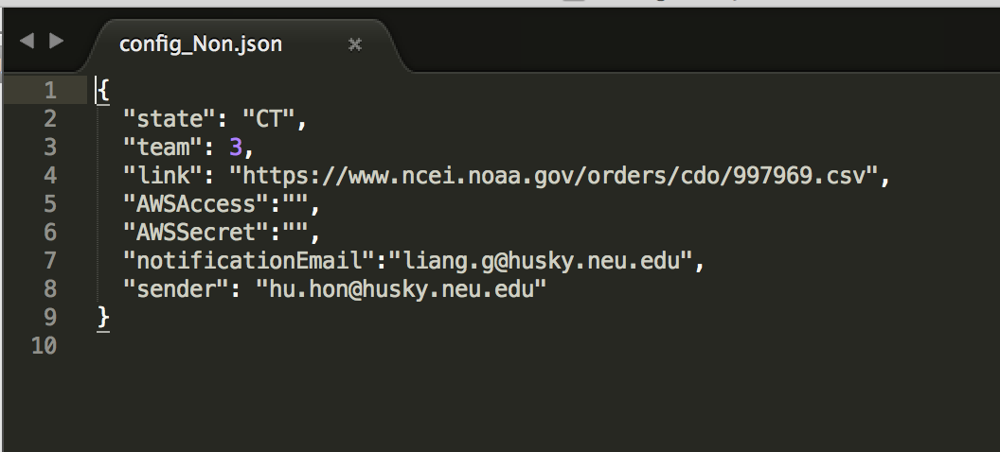 config_Non.json
1 {
2 "state": "CT",
3 "team": 3,
4 "link": "https://www.ncei.noaa.gov/orders/cdo/997969.csv",
5 "AWSAccess":"",
6 "AWSSecret":"",
7 "notificationEmail":"liang.g@husky.neu.edu",
8 "sender": "hu.hon@husky.neu.edu"
9 }
10